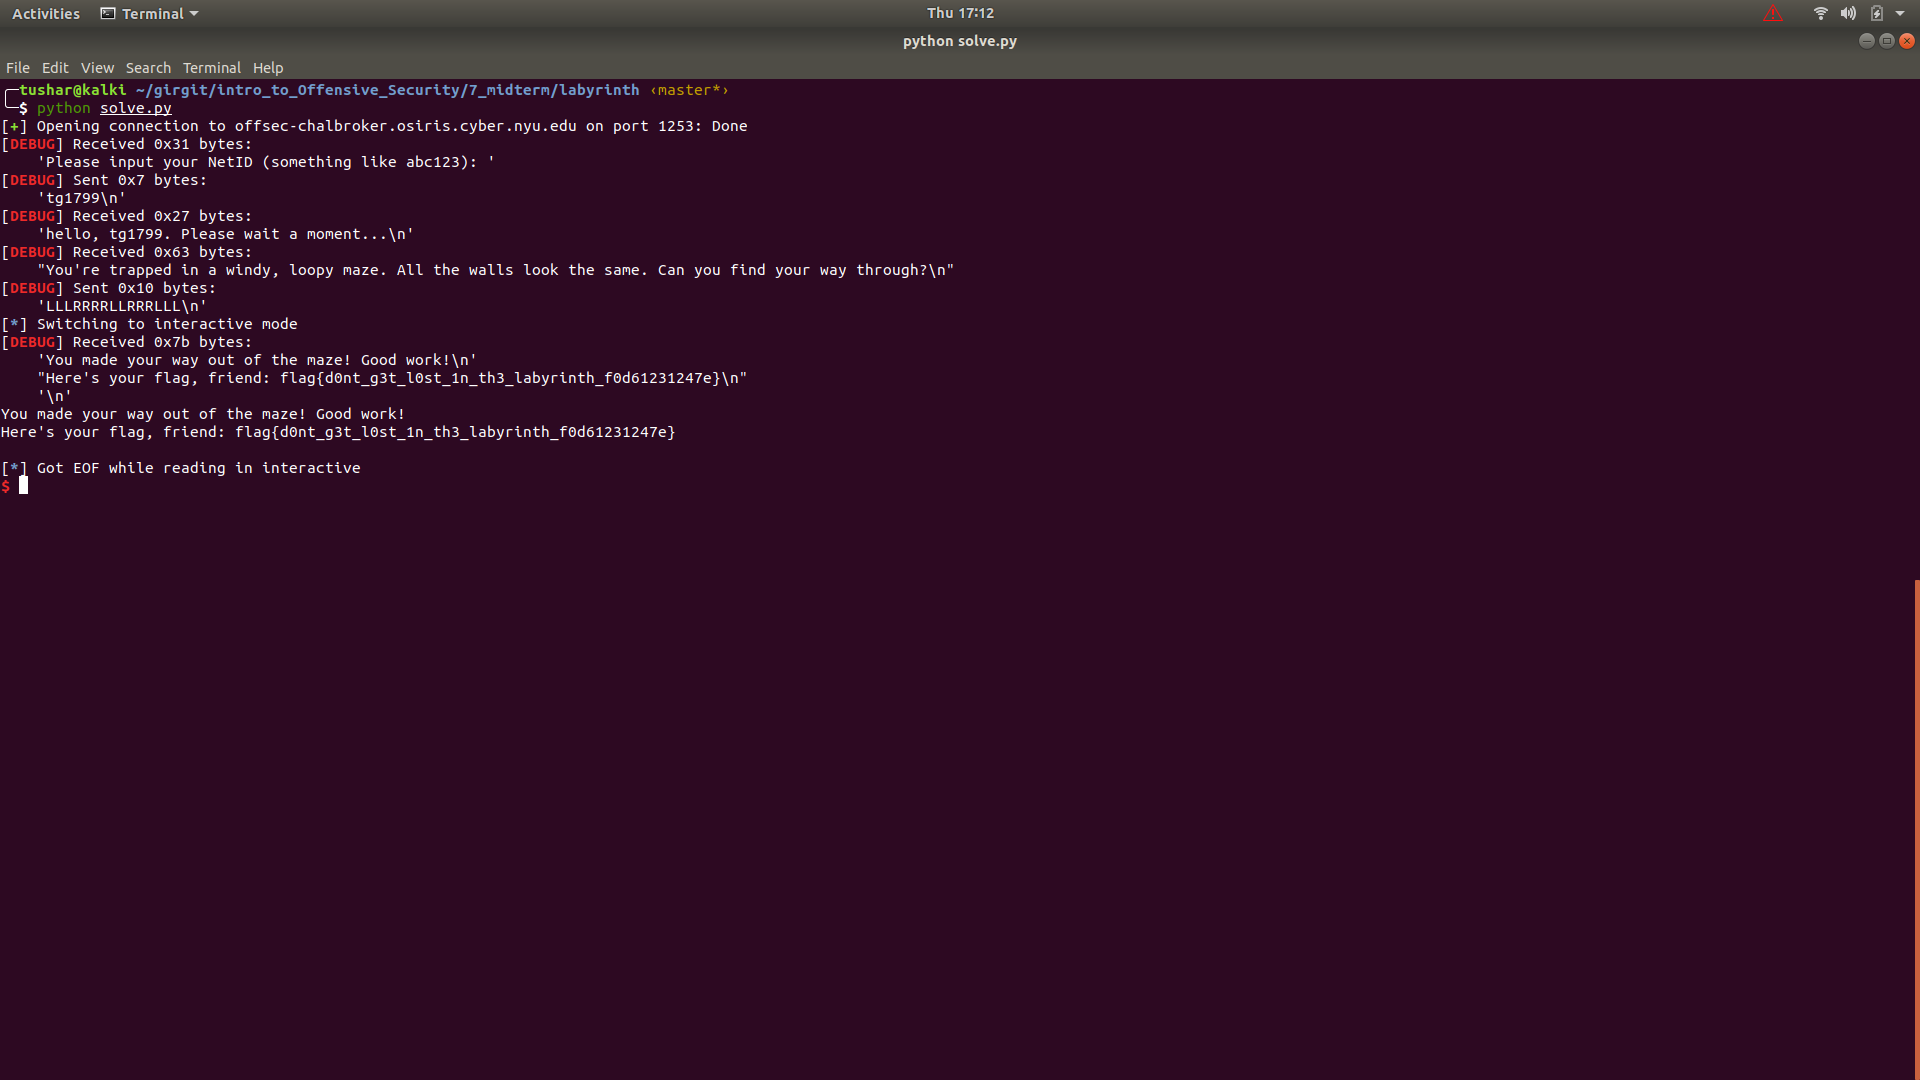 Activities Terminal Thu 17:12
python solve.py
File Edit View Search Terminal Help
tushar@kalki ~/girgit/intro_to_Offensive_Security/7_midterm/labyrinth ‹master*›
$ python solve.py
[+] Opening connection to offsec-chalbroker.osiris.cyber.nyu.edu on port 1253: Done
[DEBUG] Received 0x31 bytes:
'Please input your NetID (something like abc123): '
[DEBUG] Sent 0x7 bytes:
'tg1799\n'
[DEBUG] Received 0x27 bytes:
'hello, tg1799. Please wait a moment...\n'
[DEBUG] Received 0x63 bytes:
"You're trapped in a windy, loopy maze. All the walls look the same. Can you find your way through?\n"
[DEBUG] Sent 0x10 bytes:
'LLLRRRRLLRRRLLL\n'
[*] Switching to interactive mode
[DEBUG] Received 0x7b bytes:
'You made your way out of the maze! Good work!\n'
"Here's your flag, friend: flag{d0nt_g3t_l0st_1n_th3_labyrinth_f0d61231247e}\n"
'\n'
You made your way out of the maze! Good work!
Here's your flag, friend: flag{d0nt_g3t_l0st_1n_th3_labyrinth_f0d61231247e}
[*] Got EOF while reading in interactive
$